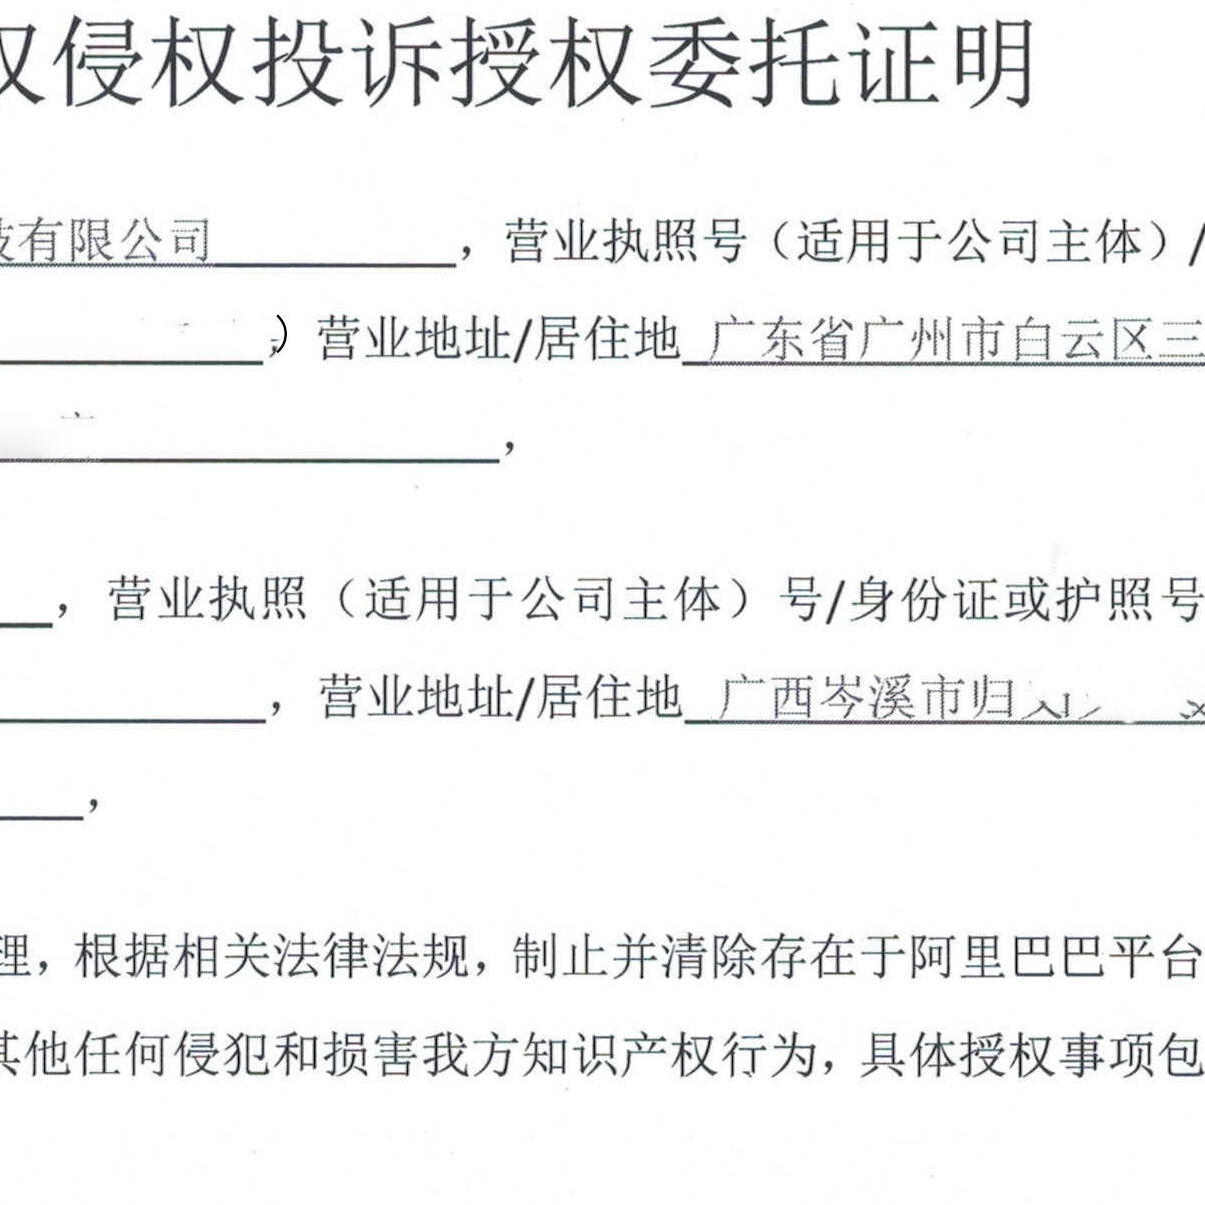 侵权投诉授权委托证明
有限公司，营业执照号（适用于公司主体）/
）营业地址/居住地 广东省广州市白云区三
，
，营业执照（适用于公司主体）号/身份证或护照号
，营业地址/居住地 广西岑溪市归
，
理，根据相关法律法规，制止并清除存在于阿里巴巴平台
其他任何侵犯和损害我方知识产权行为，具体授权事项包